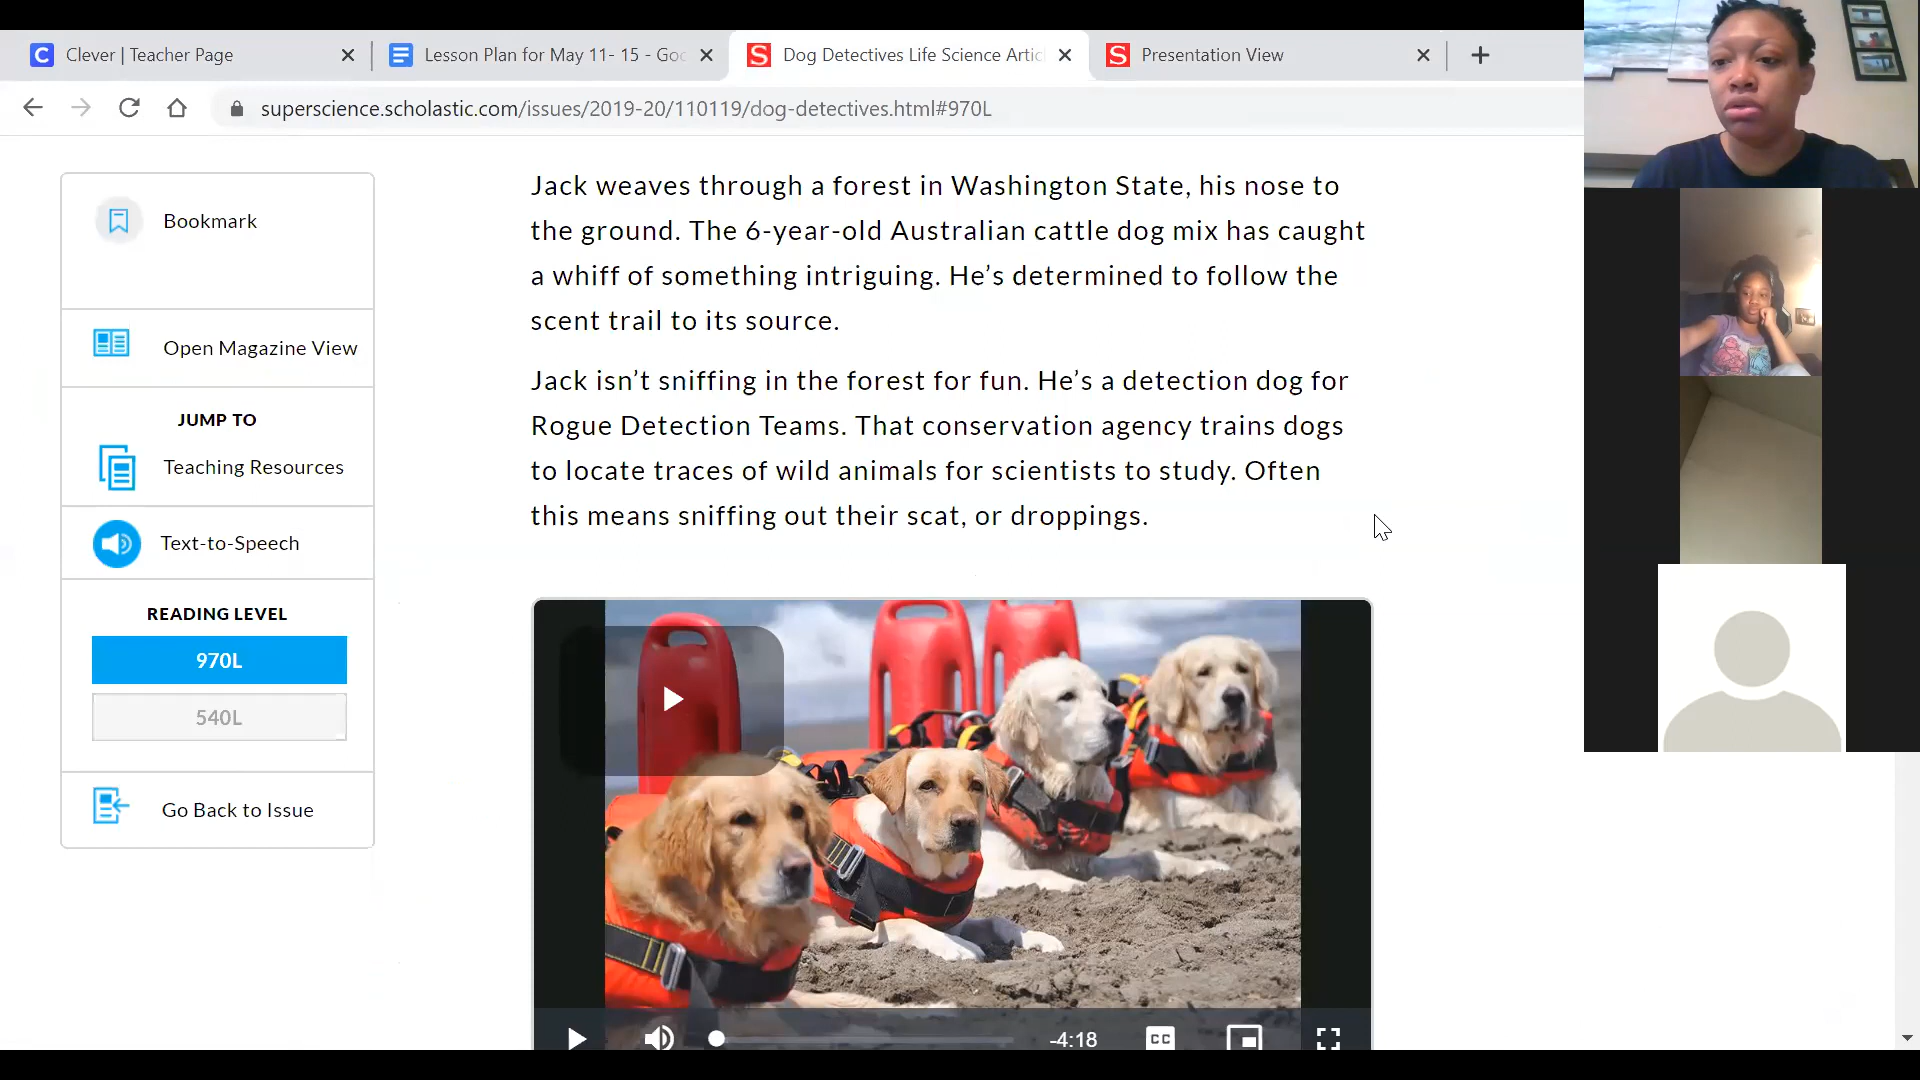 Clever | Teacher Page
Lesson Plan for May 11- 15 - Goo
Dog Detectives Life Science Artic
Presentation View
superscience.scholastic.com/issues/2019-20/110119/dog-detectives.html#970L
Bookmark
Open Magazine View
JUMP TO
Teaching Resources
Text-to-Speech
READING LEVEL
970L
540L
Go Back to Issue
Jack weaves through a forest in Washington State, his nose to
the ground. The 6-year-old Australian cattle dog mix has caught
a whiff of something intriguing. He’s determined to follow the
scent trail to its source.
Jack isn’t sniffing in the forest for fun. He’s a detection dog for
Rogue Detection Teams. That conservation agency trains dogs
to locate traces of wild animals for scientists to study. Often
this means sniffing out their scat, or droppings.
-4:18
CC